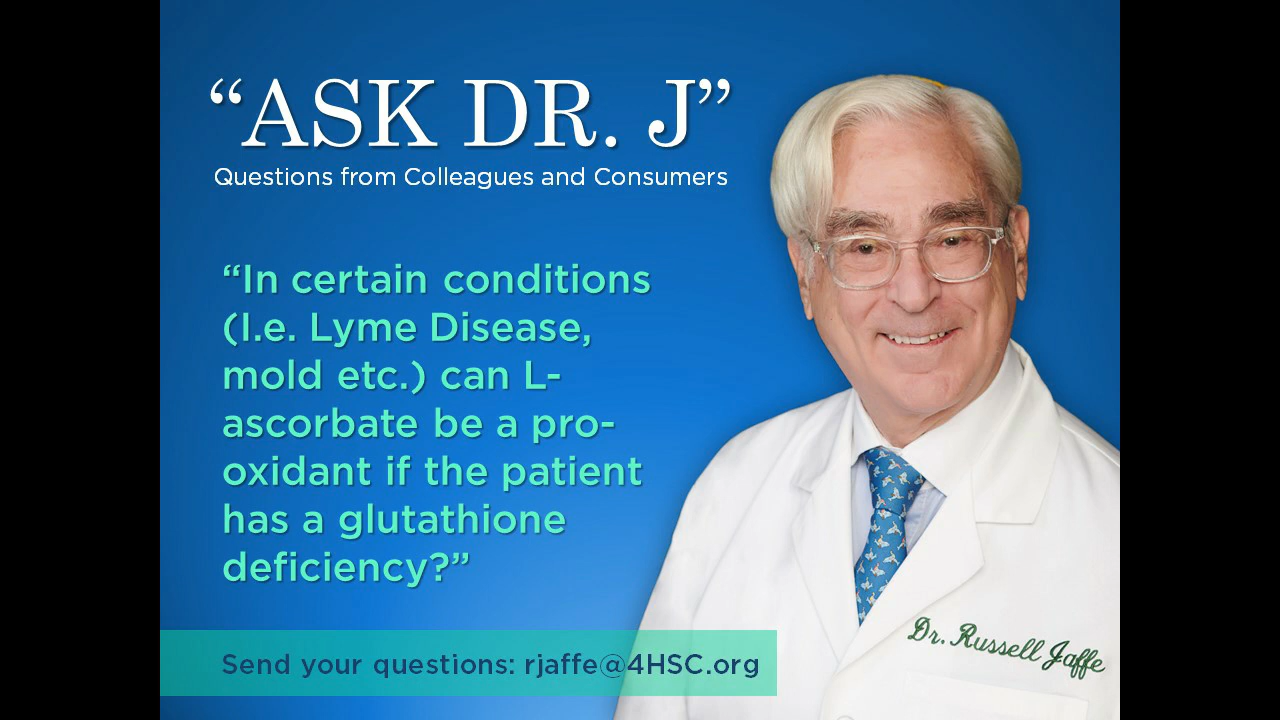 “ASK DR. J”
Questions from Colleagues and Consumers
“In certain conditions
(I.e. Lyme Disease,
mold etc.) can L-
ascorbate be a pro-
oxidant if the patient
has a glutathione
deficiency?”
Send your questions: rjaffe@4HSC.org
Dr. Russell Jaffe